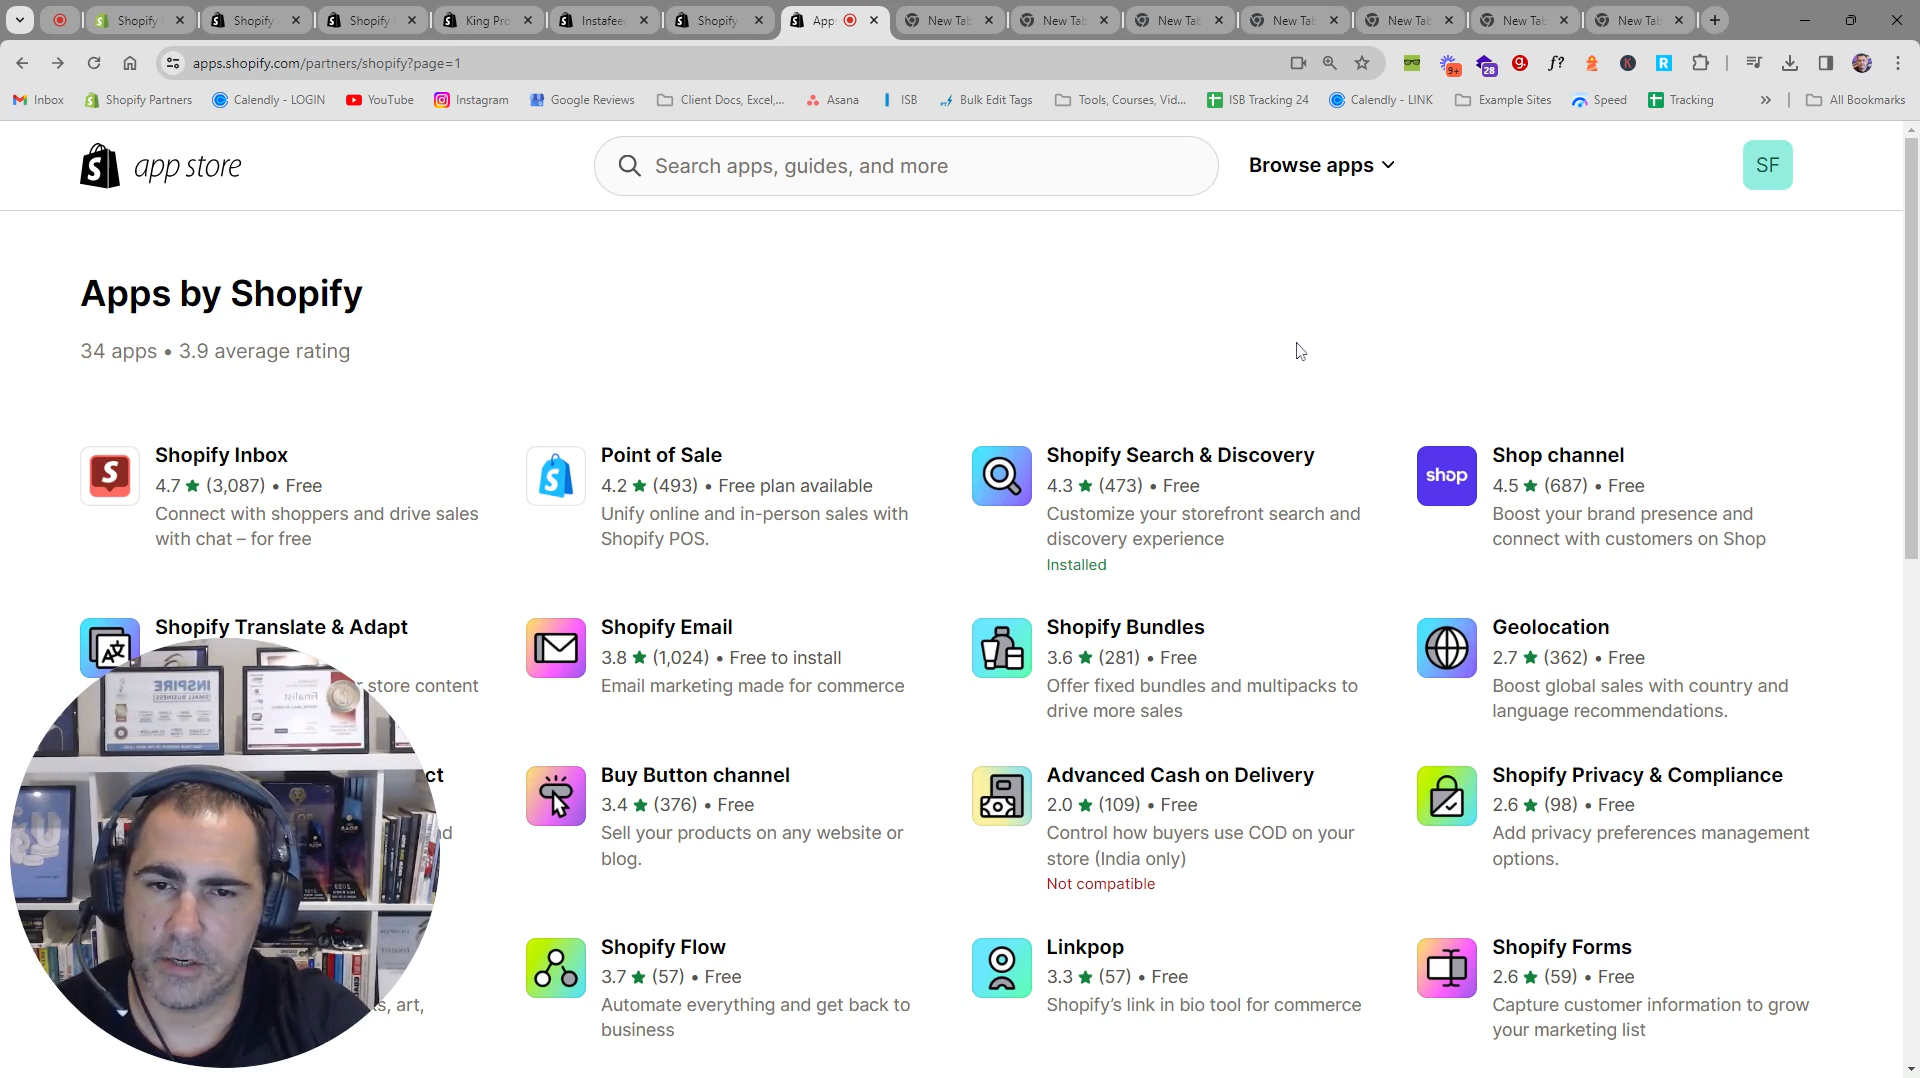 Shopify
Shopify
Shopify
King Pro
Instafee
Shopify
App
New Tab
New Tab
New Tab
New Tab
New Tab
New Tab
New Tab
apps.shopify.com/partners/shopify?page=1
9+
28
Inbox
Shopify Partners
Calendly - LOGIN
YouTube
Instagram
Google Reviews
Client Docs, Excel,...
Asana
ISB
Bulk Edit Tags
Tools, Courses, Vid...
ISB Tracking 24
Calendly - LINK
Example Sites
Speed
Tracking
All Bookmarks
app store
Search apps, guides, and more
Browse apps
SF
Apps by Shopify
34 apps • 3.9 average rating
Shopify Inbox
4.7 ★ (3,087) • Free
Connect with shoppers and drive sales
with chat – for free
Point of Sale
4.2 ★ (493) • Free plan available
Unify online and in-person sales with
Shopify POS.
Shopify Search & Discovery
4.3 ★ (473) • Free
Customize your storefront search and
discovery experience
Installed
shop
Shop channel
4.5 ★ (687) • Free
Boost your brand presence and
connect with customers on Shop
Shopify Translate & Adapt
r store content
Shopify Email
3.8 ★ (1,024) • Free to install
Email marketing made for commerce
Shopify Bundles
3.6 ★ (281) • Free
Offer fixed bundles and multipacks to
drive more sales
Geolocation
2.7 ★ (362) • Free
Boost global sales with country and
language recommendations.
INSPIRE
Finalist
ct
d
Buy Button channel
3.4 ★ (376) • Free
Sell your products on any website or
blog.
Advanced Cash on Delivery
2.0 ★ (109) • Free
Control how buyers use COD on your
store (India only)
Not compatible
Shopify Privacy & Compliance
2.6 ★ (98) • Free
Add privacy preferences management
options.
s, art,
Shopify Flow
3.7 ★ (57) • Free
Automate everything and get back to
business
Linkpop
3.3 ★ (57) • Free
Shopify's link in bio tool for commerce
Shopify Forms
2.6 ★ (59) • Free
Capture customer information to grow
your marketing list